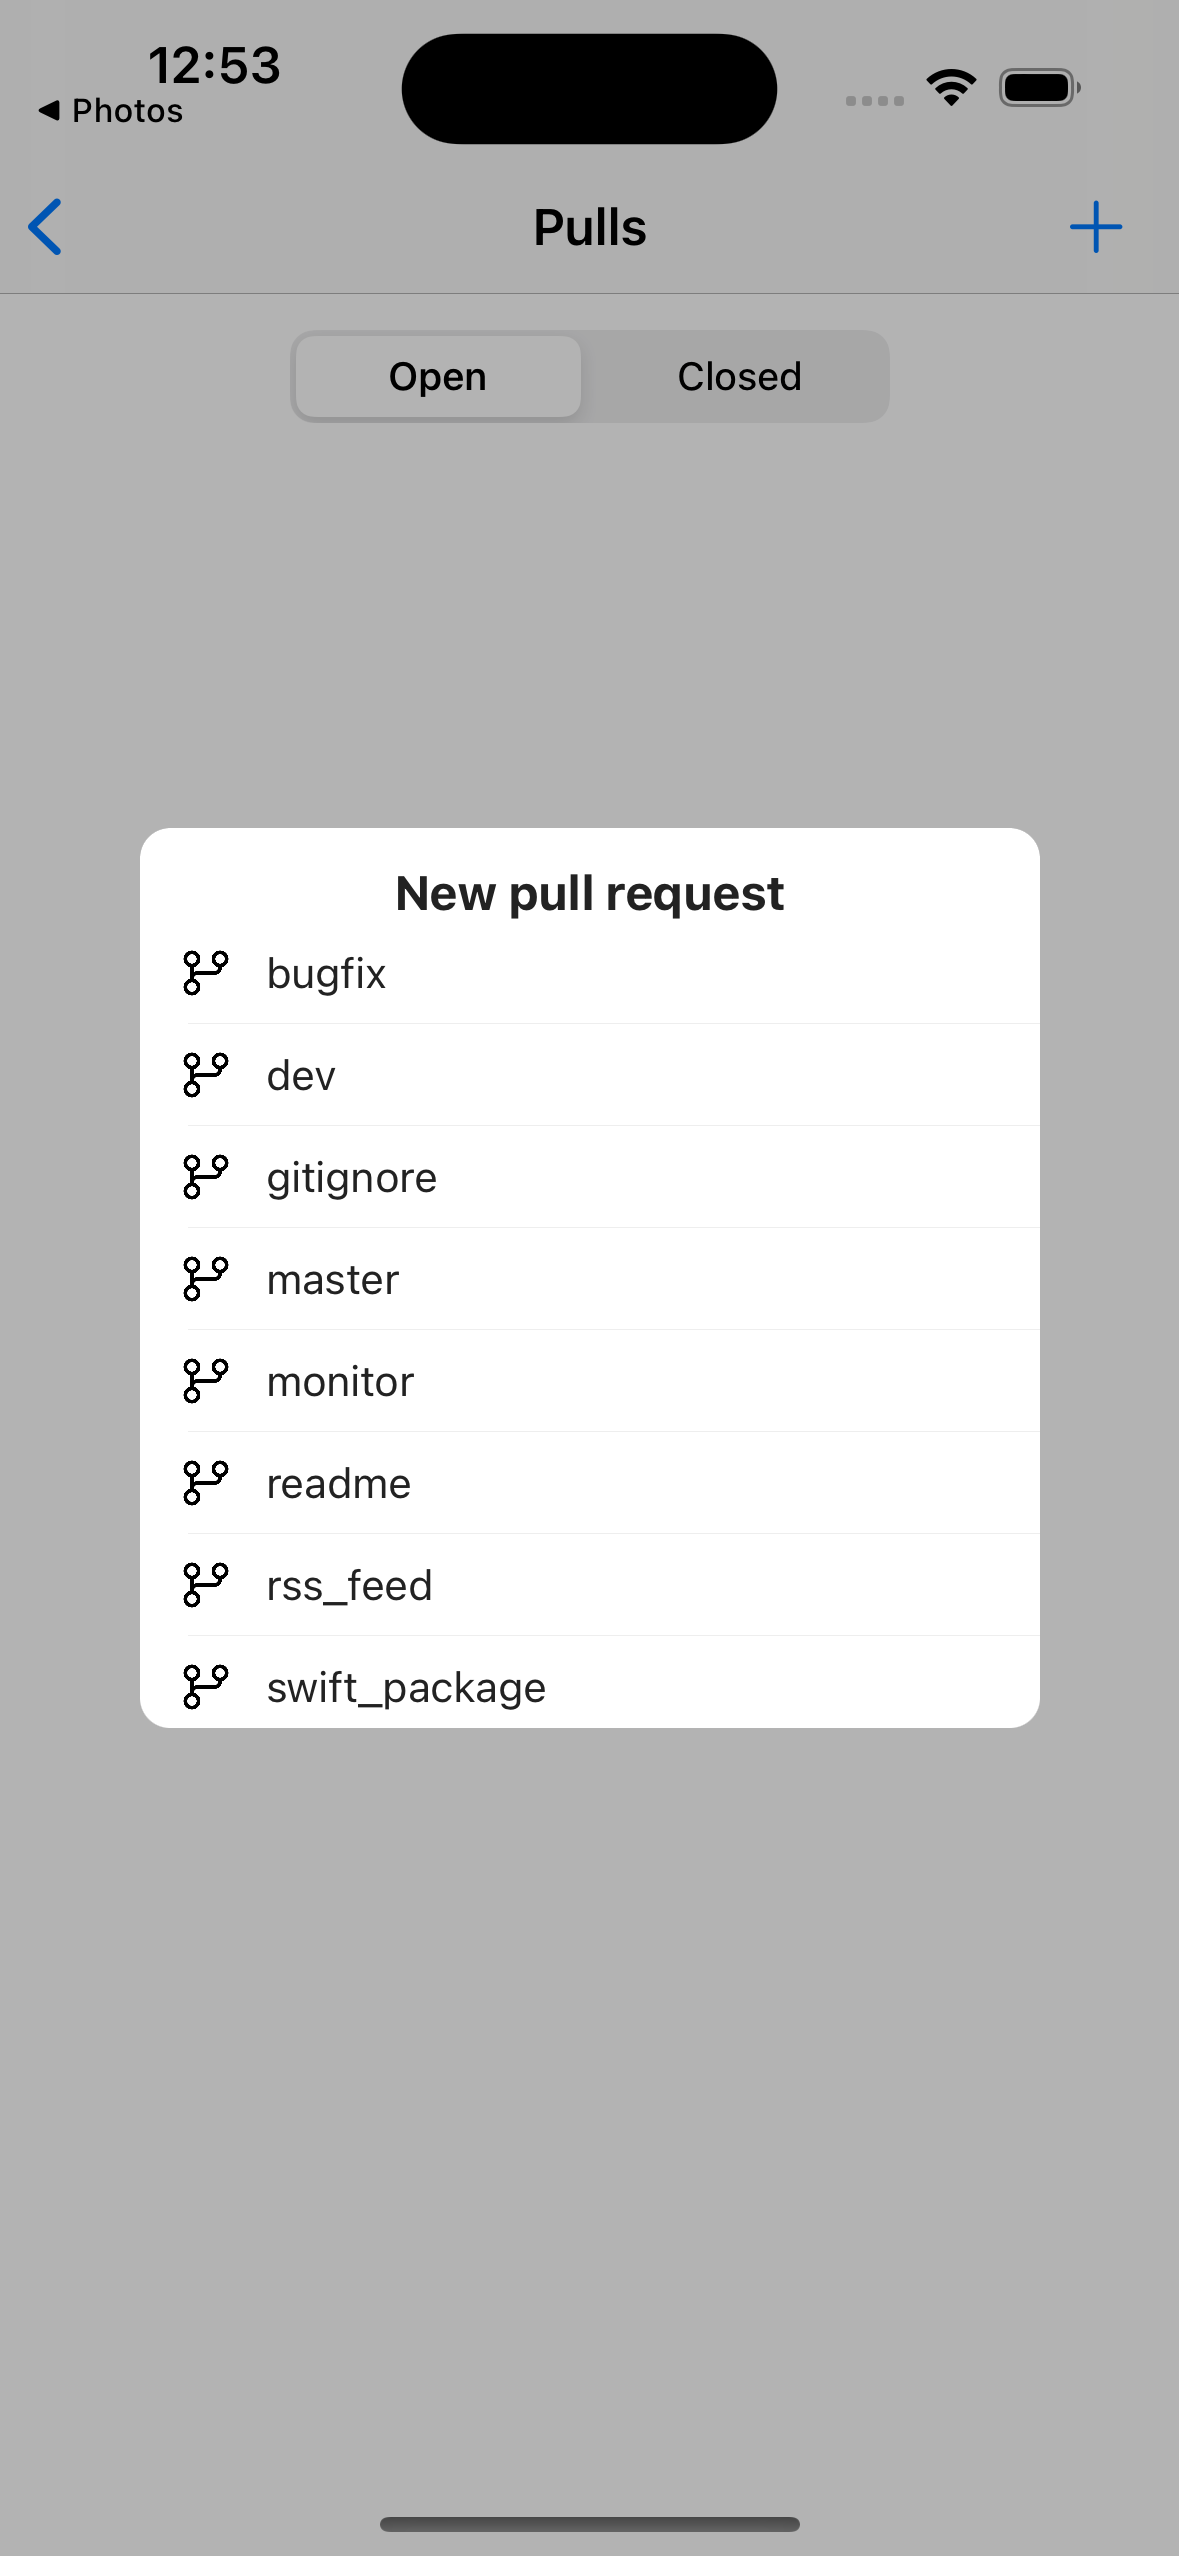 12:53
Photos
Pulls
Open
Closed
New pull request
bugfix
dev
gitignore
master
monitor
readme
rss_feed
swift_package